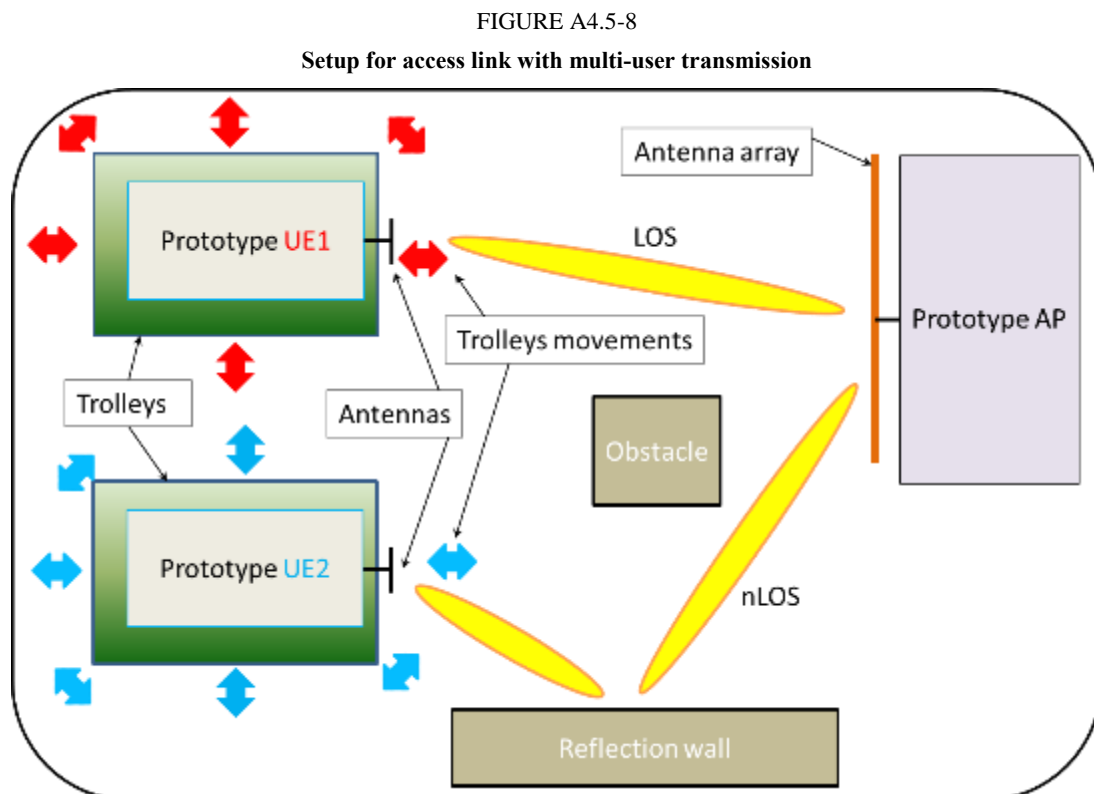 FIGURE A4.5-8
Setup for access link with multi-user transmission
Antenna array
Prototype UE1
LOS
Prototype AP
Trolleys movements
Trolleys
Antennas
Obstacle
Prototype UE2
nLOS
Reflection wall